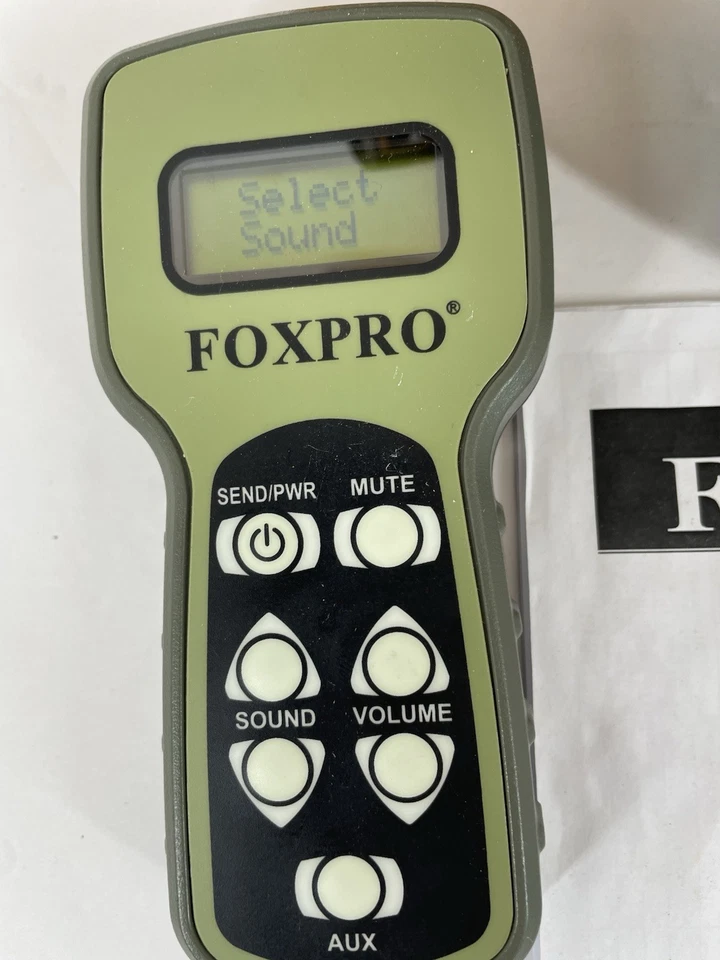 Select
Sound
FOXPRO®
SEND/PWR MUTE
SOUND VOLUME
AUX
F